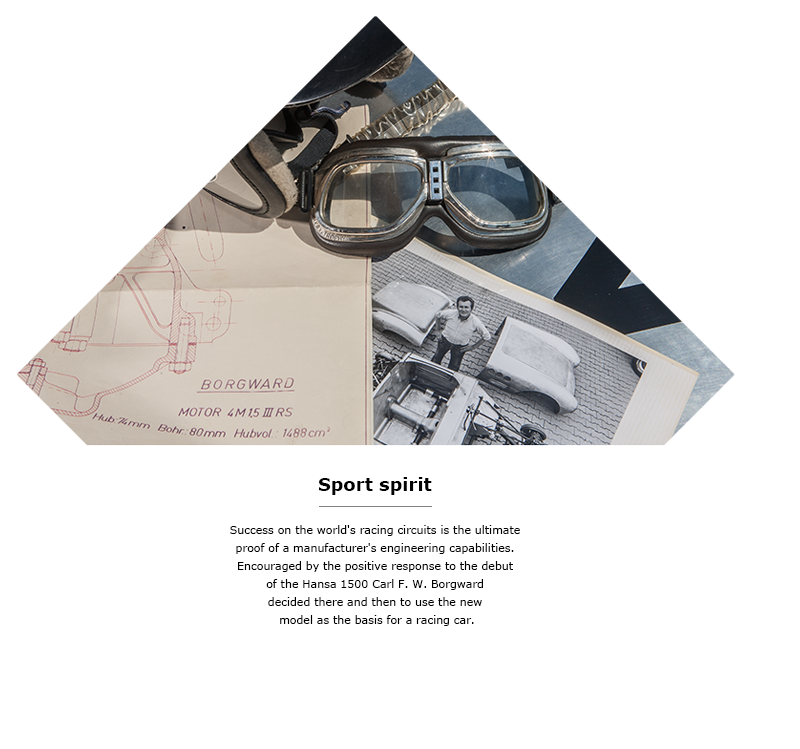 BORGWARD
MOTOR 4M 1,5 III RS
Hub: 74mm Bohr.: 80mm Hubvol.: 1488 cm³
Sport spirit
Success on the world's racing circuits is the ultimate
proof of a manufacturer's engineering capabilities.
Encouraged by the positive response to the debut
of the Hansa 1500 Carl F. W. Borgward
decided there and then to use the new
model as the basis for a racing car.